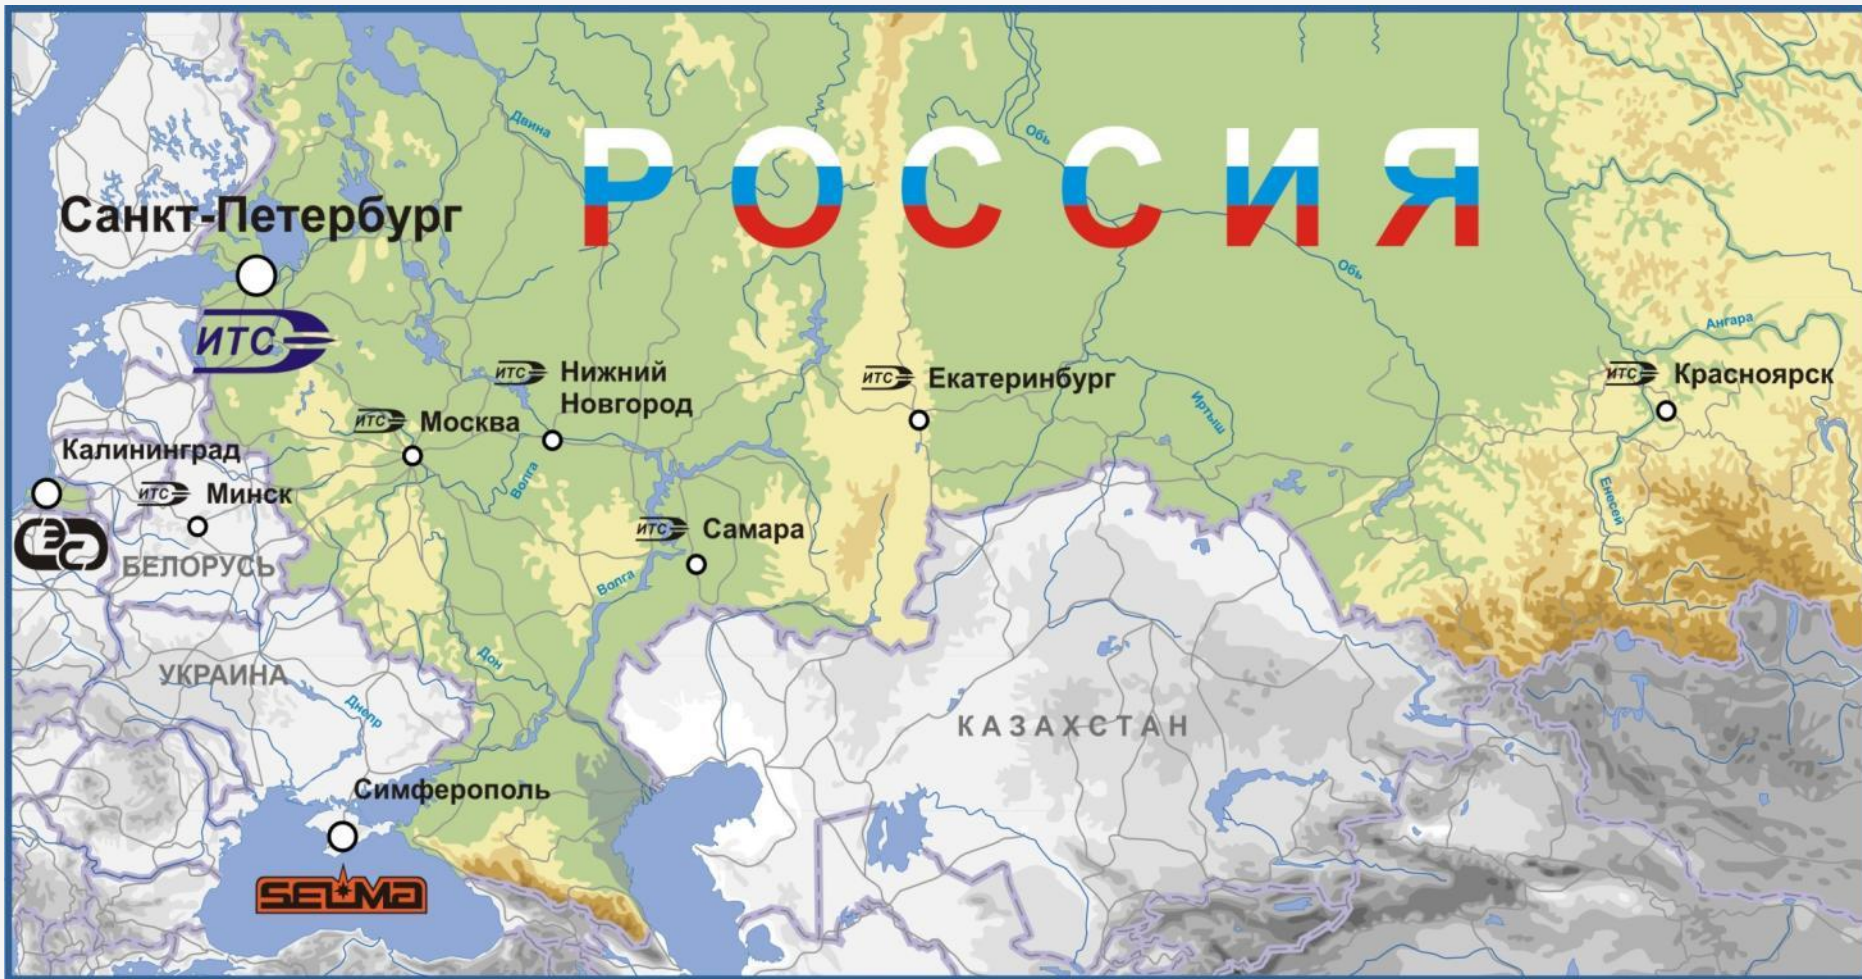 Двина
Обь
РОССИЯ
Санкт-Петербург
Обь
ИТС
Ангара
ИТС Нижний
Новгород
ИТС Екатеринбург
ИТС Красноярск
ИТС Москва
Иртыш
Калининград
Волга
ИТС Минск
Енисей
ЭС
ИТС Самара
БЕЛОРУСЬ
Волга
Дон
УКРАИНА
Днепр
КАЗАХСТАН
Симферополь
SELMA